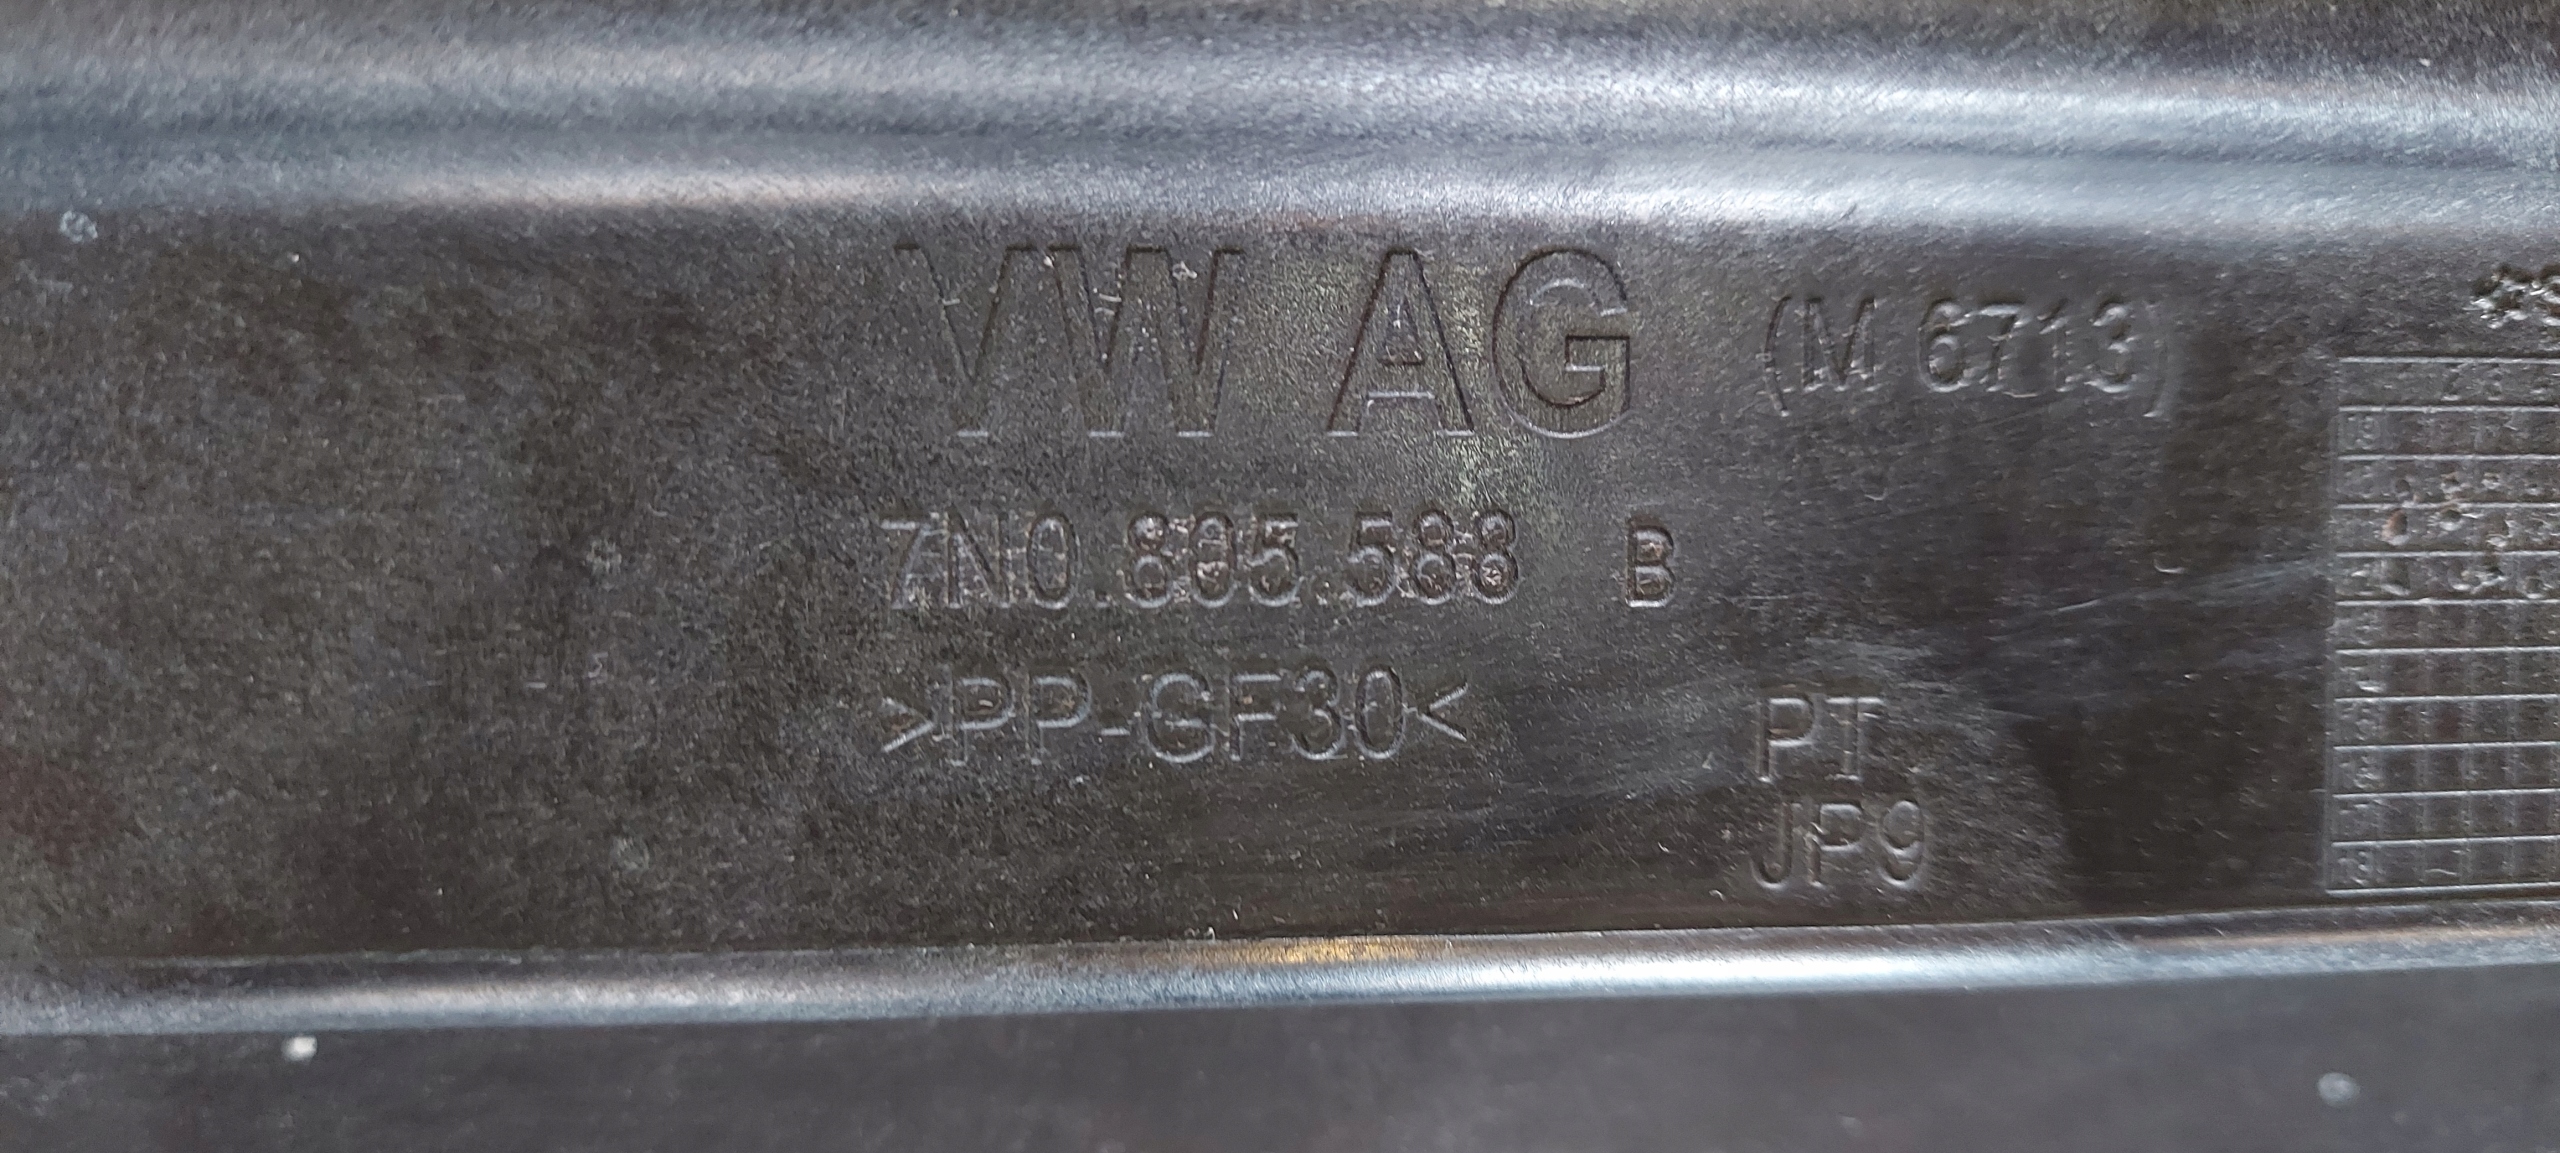 VW AG (M 6713)
7N0.805.588 B
>PP-GF30<
PT
JP9